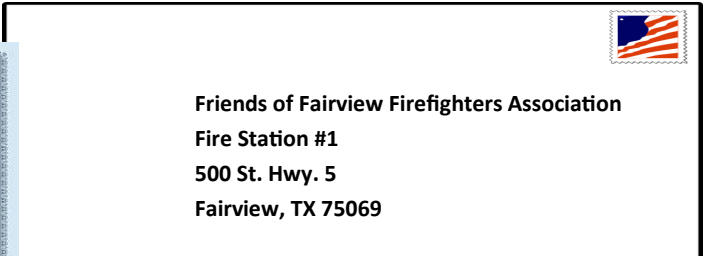 Friends of Fairview Firefighters Association
Fire Station #1
500 St. Hwy. 5
Fairview, TX 75069